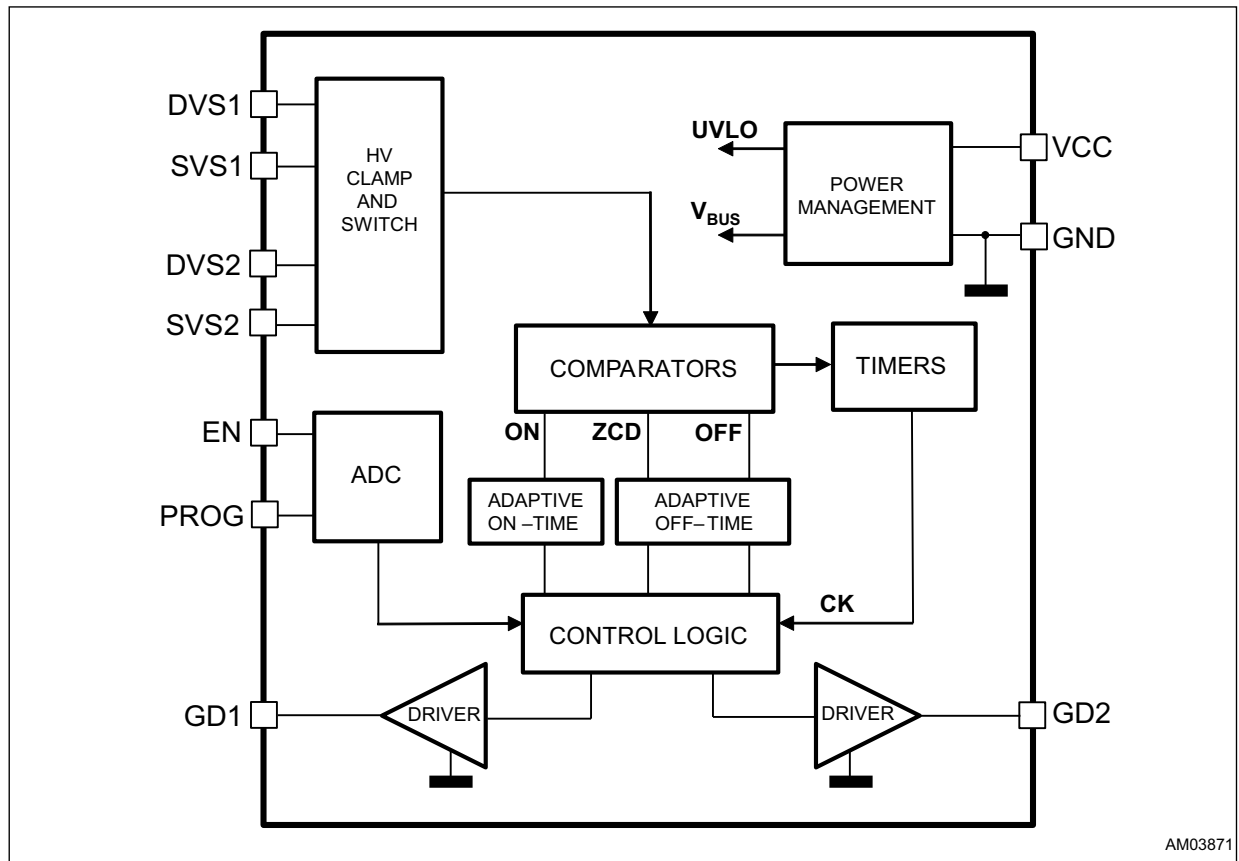 DVS1
SVS1
DVS2
SVS2
HV
CLAMP
AND
SWITCH
UVLO
V_BUS
POWER
MANAGEMENT
VCC
GND
COMPARATORS
TIMERS
EN
PROG
ADC
ON
ZCD
OFF
ADAPTIVE
ON –TIME
ADAPTIVE
OFF– TIME
CONTROL LOGIC
CK
GD1
DRIVER
DRIVER
GD2
AM03871